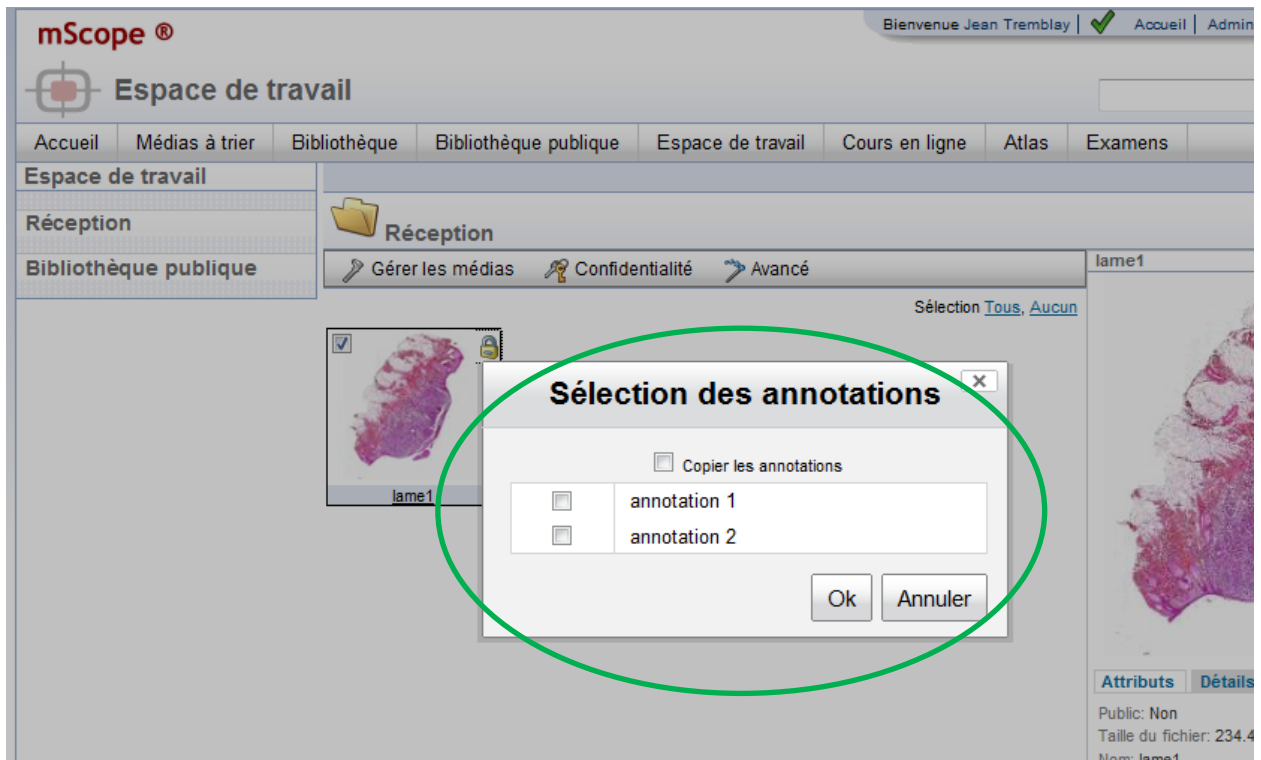 mScope ®
Bienvenue Jean Tremblay | Accueil | Admin
Espace de travail
Accueil Médias à trier Bibliothèque Bibliothèque publique Espace de travail Cours en ligne Atlas Examens
Espace de travail
Réception
Bibliothèque publique
Réception
Gérer les médias Confidentialité Avancé
Sélection Tous, Aucun
lame1
Sélection des annotations
Copier les annotations
annotation 1
annotation 2
Ok Annuler
lame1
Attributs Détails
Public: Non
Taille du fichier: 234.4
Nom: lame1